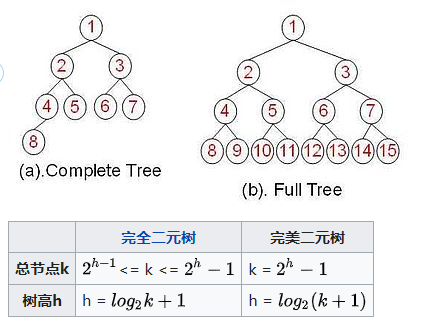 1
1
2 3
2 3
4 5 6 7
4 5 6 7
8
8 9 10 11 12 13 14 15
(a).Complete Tree
(b). Full Tree
完全二元树 完美二元树
总节点k 2^{h-1} <= k <= 2^h − 1 k = 2^h − 1
树高h h = log_2 k + 1 h = log_2(k + 1)